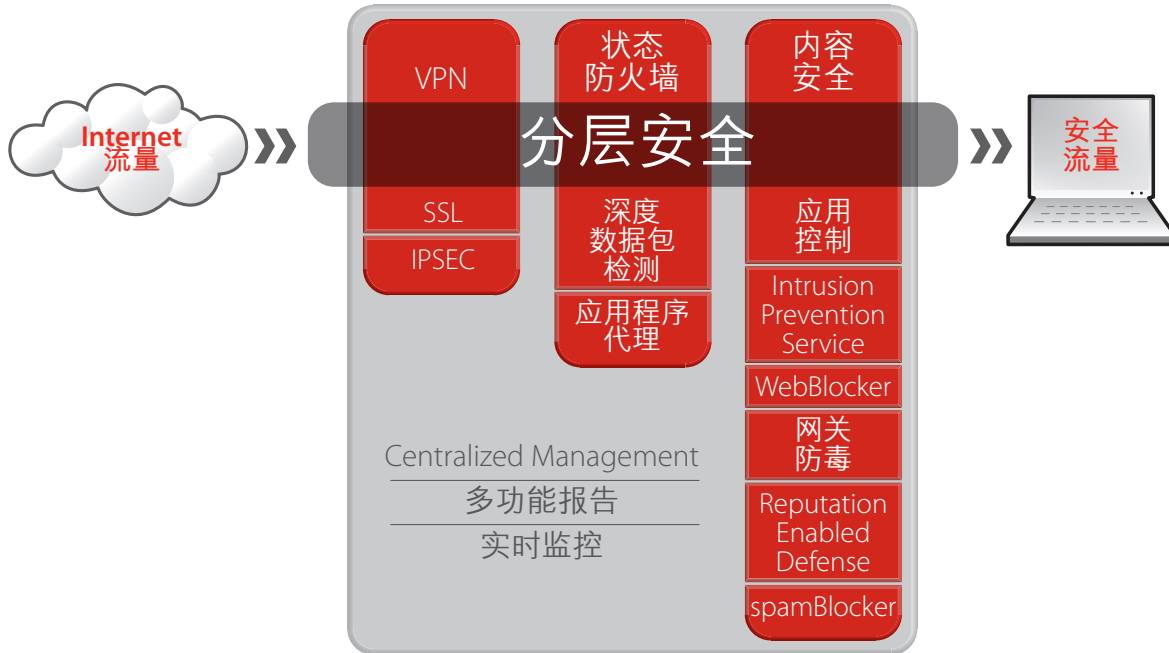 Internet
流量
分层安全
VPN
SSL
IPSEC
状态
防火墙
深度
数据包
检测
应用程序
代理
内容
安全
应用
控制
Intrusion
Prevention
Service
WebBlocker
网关
防毒
Reputation
Enabled
Defense
spamBlocker
Centralized Management
多功能报告
实时监控
安全
流量